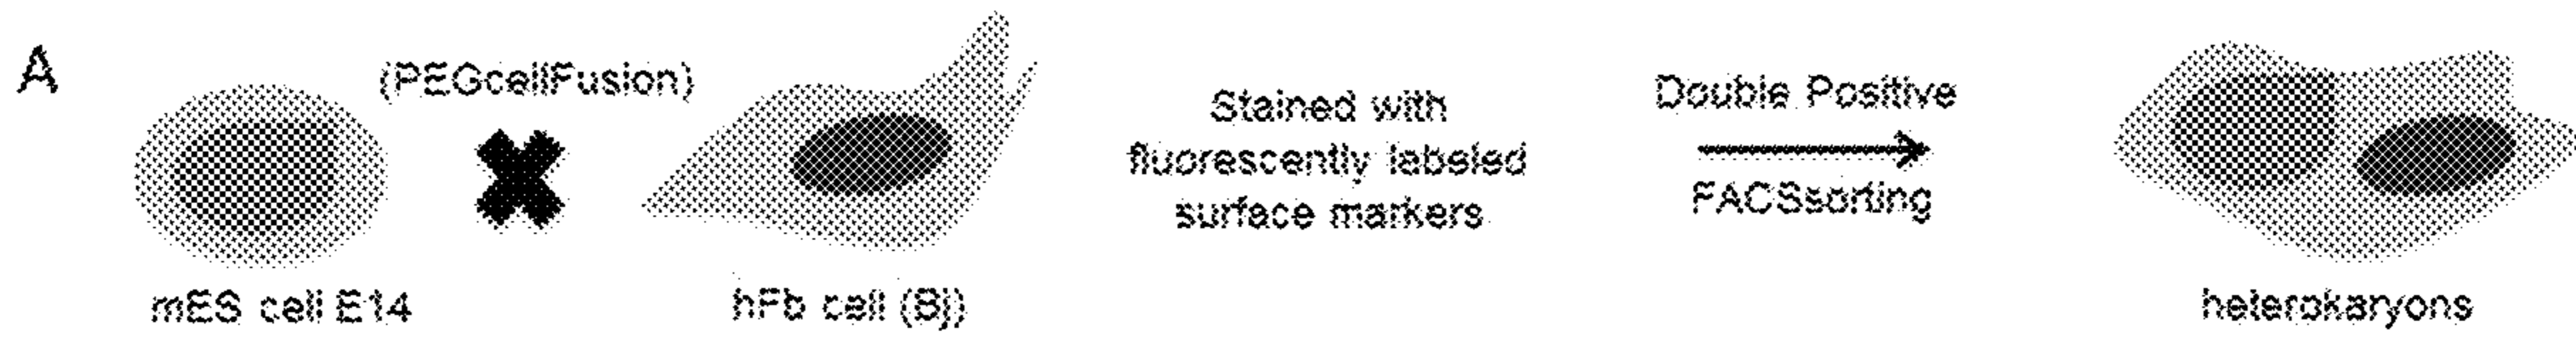 A
(PEGcellFusion)
mES cell E14
hFb cell (Bj)
Stained with
fluorescently labeled
surface markers
Double Positive
FACSsorting
heterokaryons